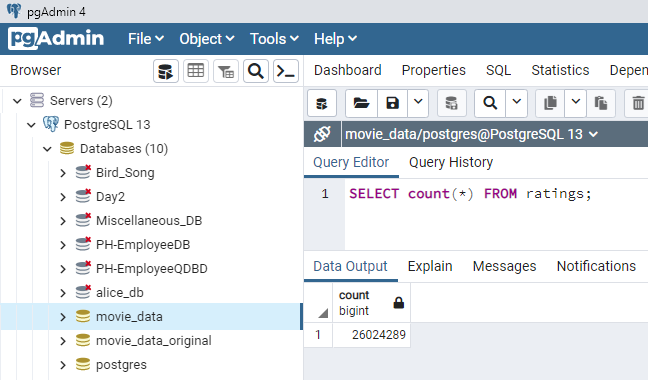 pgAdmin 4
pgAdmin File Object Tools Help
Browser
Dashboard Properties SQL Statistics Depen
Servers (2)
PostgreSQL 13
Databases (10)
Bird_Song
Day2
Miscellaneous_DB
PH-EmployeeDB
PH-EmployeeQDBD
alice_db
movie_data
movie_data_original
postgres
movie_data/postgres@PostgreSQL 13
Query Editor Query History
1 SELECT count(*) FROM ratings;
Data Output Explain Messages Notifications
count
bigint
1 26024289